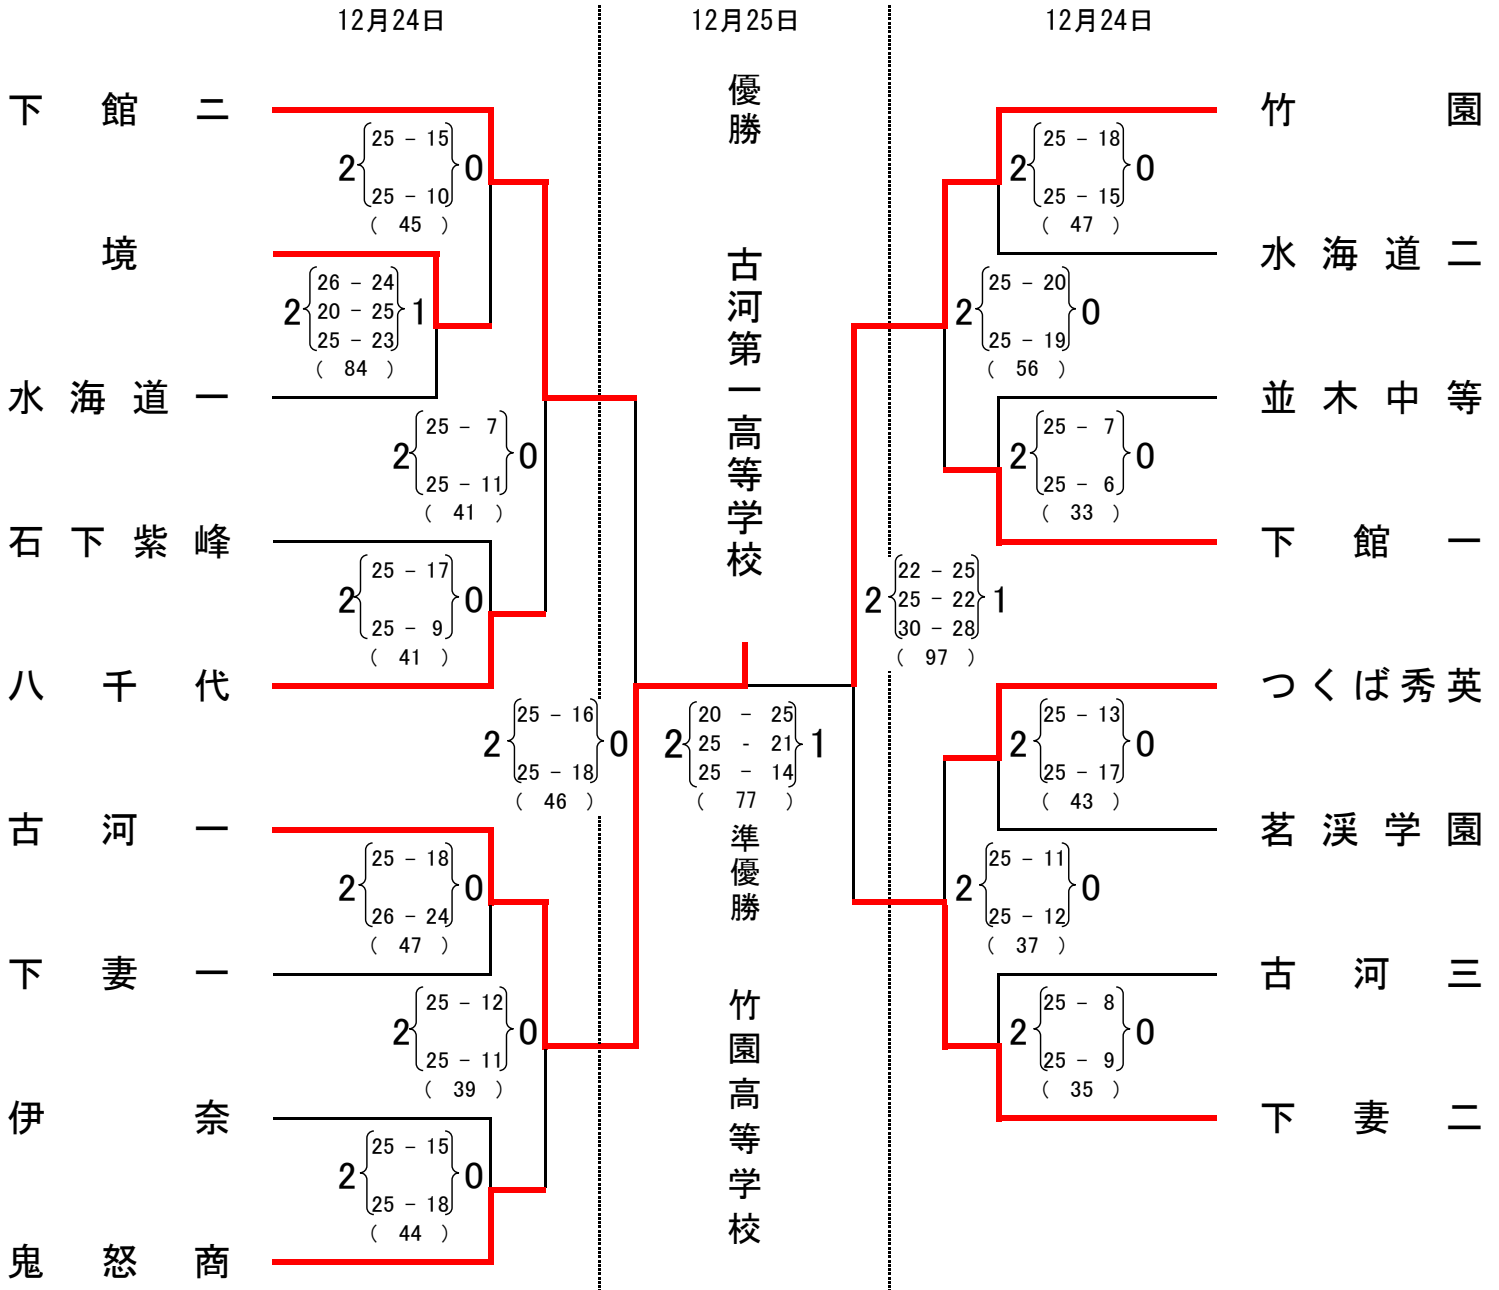 12月24日
12月25日
12月24日
下館二
25 - 15
2 0
25 - 10
( 45 )
境
26 - 24
2 20 - 25 1
25 - 23
( 84 )
水海道一
25 - 7
2 0
25 - 11
( 41 )
石下紫峰
25 - 17
2 0
25 - 9
( 41 )
八千代
25 - 16
2 0
25 - 18
( 46 )
古河一
25 - 18
2 0
26 - 24
( 47 )
下妻一
25 - 12
2 0
25 - 11
( 39 )
伊奈
25 - 15
2 0
25 - 18
( 44 )
鬼怒商
優勝
古河第一高等学校
20 - 25
2 25 - 21 1
25 - 14
( 77 )
準優勝
竹園高等学校
竹園
25 - 18
2 0
25 - 15
( 47 )
水海道二
25 - 20
2 0
25 - 19
( 56 )
並木中等
25 - 7
2 0
25 - 6
( 33 )
下館一
22 - 25
2 25 - 22 1
30 - 28
( 97 )
つくば秀英
25 - 13
2 0
25 - 17
( 43 )
茗溪学園
25 - 11
2 0
25 - 12
( 37 )
古河三
25 - 8
2 0
25 - 9
( 35 )
下妻二